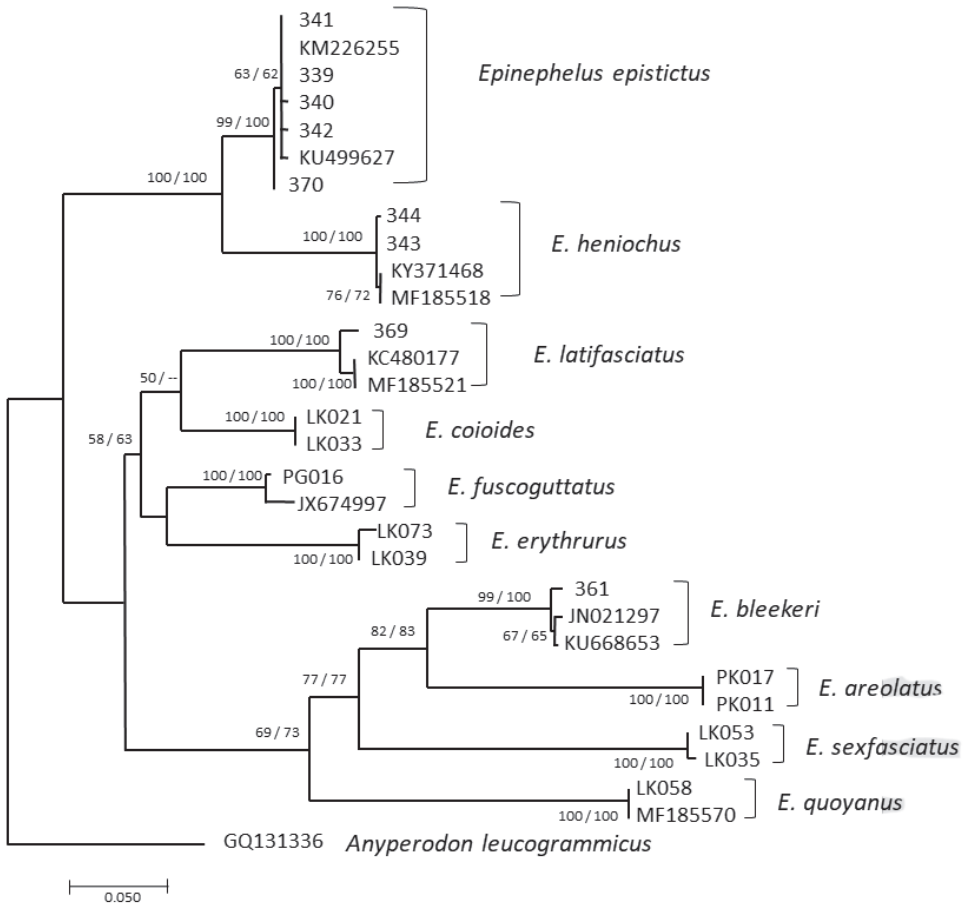 341
KM226255
63 / 62
339
Epinephelus epistictus
340
99 / 100
342
KU499627
100 / 100
370
344
100 / 100
343
E. heniochus
KY371468
76 / 72
MF185518
369
100 / 100
KC480177
E. latifasciatus
50 / --
100 / 100
MF185521
100 / 100
LK021
E. coioides
58 / 63
LK033
100 / 100
PG016
E. fuscoguttatus
JX674997
LK073
E. erythrurus
100 / 100
LK039
361
99 / 100
JN021297
E. bleekeri
82 / 83
67 / 65
KU668653
77 / 77
PK017
E. areolatus
100 / 100
PK011
69 / 73
LK053
E. sexfasciatus
100 / 100
LK035
LK058
E. quoyanus
100 / 100
MF185570
GQ131336 Anyperodon leucogrammicus
0.050